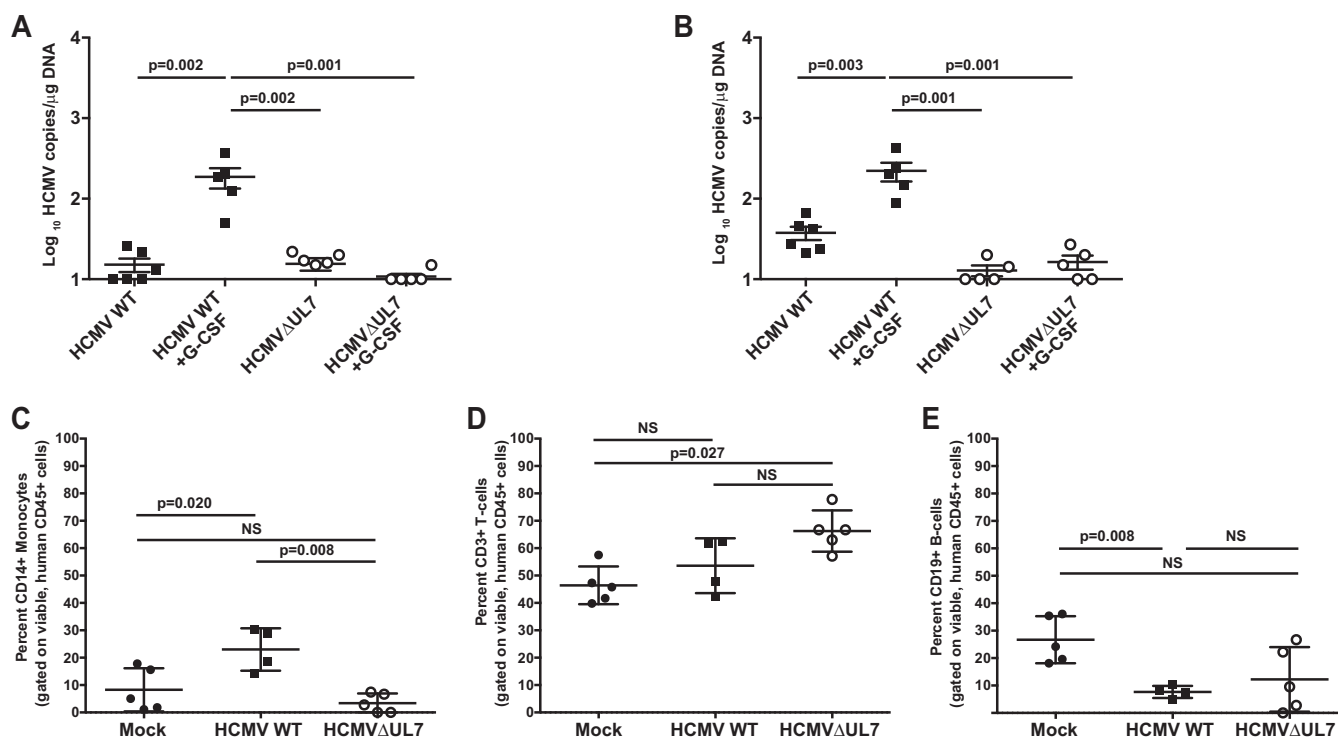 A
Log 10 HCMV copies/µg DNA
4
3
2
1
p=0.002
p=0.001
p=0.002
HCMV WT
HCMV WT
+G-CSF
HCMVΔUL7
HCMVΔUL7
+G-CSF
B
Log 10 HCMV copies/µg DNA
4
3
2
1
p=0.003
p=0.001
p=0.001
HCMV WT
HCMV WT
+G-CSF
HCMVΔUL7
HCMVΔUL7
+G-CSF
C
Percent CD14+ Monocytes
(gated on viable, human CD45+ cells)
100
90
80
70
60
50
40
30
20
10
0
p=0.020
NS
p=0.008
Mock
HCMV WT
HCMVΔUL7
D
Percent CD3+ T-cells
(gated on viable, human CD45+ cells)
100
90
80
70
60
50
40
30
20
10
0
NS
p=0.027
NS
Mock
HCMV WT
HCMVΔUL7
E
Percent CD19+ B-cells
(gated on viable, human CD45+ cells)
100
90
80
70
60
50
40
30
20
10
0
p=0.008
NS
NS
Mock
HCMV WT
HCMVΔUL7